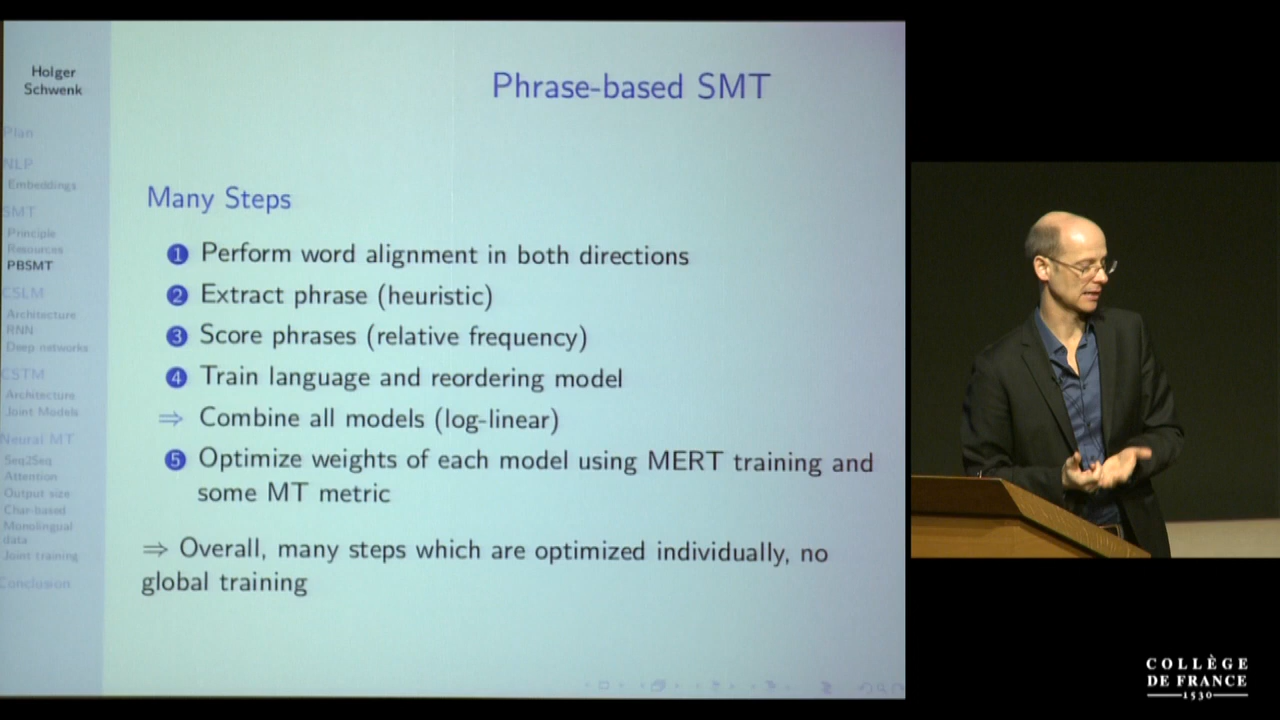 Holger
Schwenk
Plan
NLP
Embeddings
SMT
Principle
Resources
PBSMT
CSLM
Architecture
RNN
Deep networks
CSTM
Architecture
Joint Models
Neural MT
Seq2Seq
Attention
Output size
Char-based
Monolingual
data
Joint training
Conclusion
Phrase-based SMT
Many Steps
1 Perform word alignment in both directions
2 Extract phrase (heuristic)
3 Score phrases (relative frequency)
4 Train language and reordering model
⇒ Combine all models (log-linear)
5 Optimize weights of each model using MERT training and
some MT metric
⇒ Overall, many steps which are optimized individually, no
global training
COLLÈGE
DE FRANCE
1530